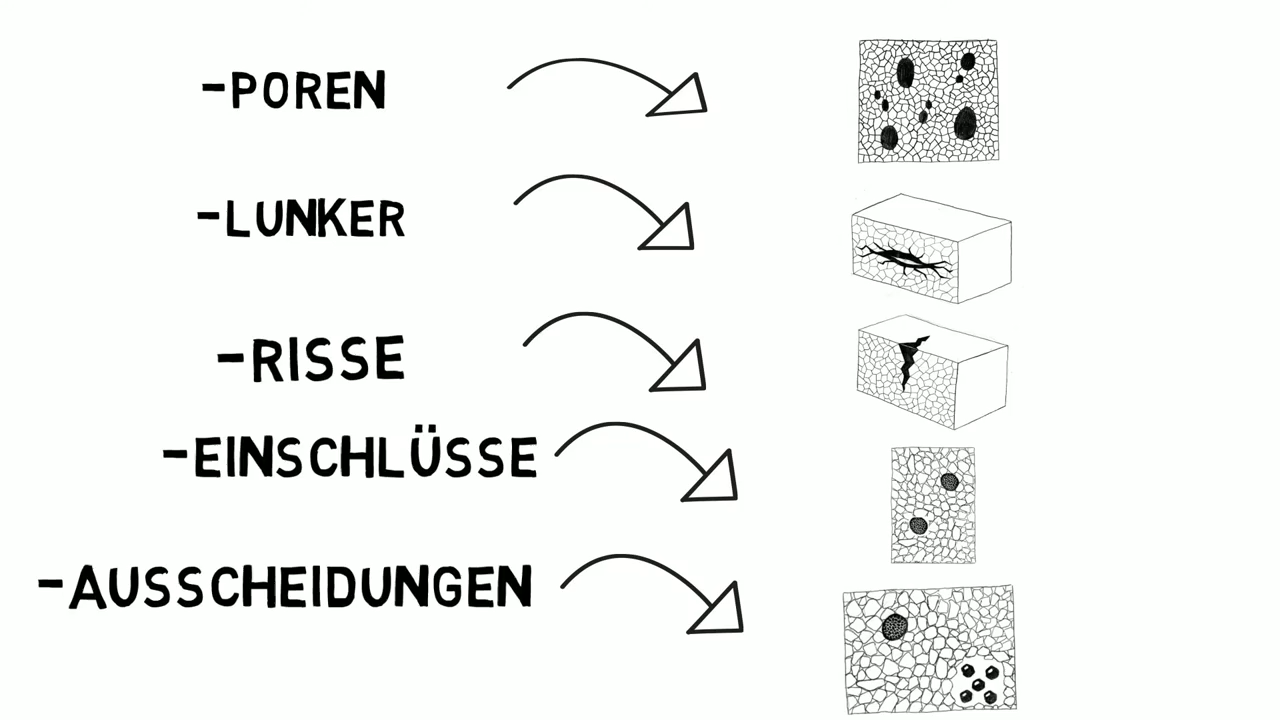 -POREN
-LUNKER
-RISSE
-EINSCHLÜSSE
-AUSSCHEIDUNGEN